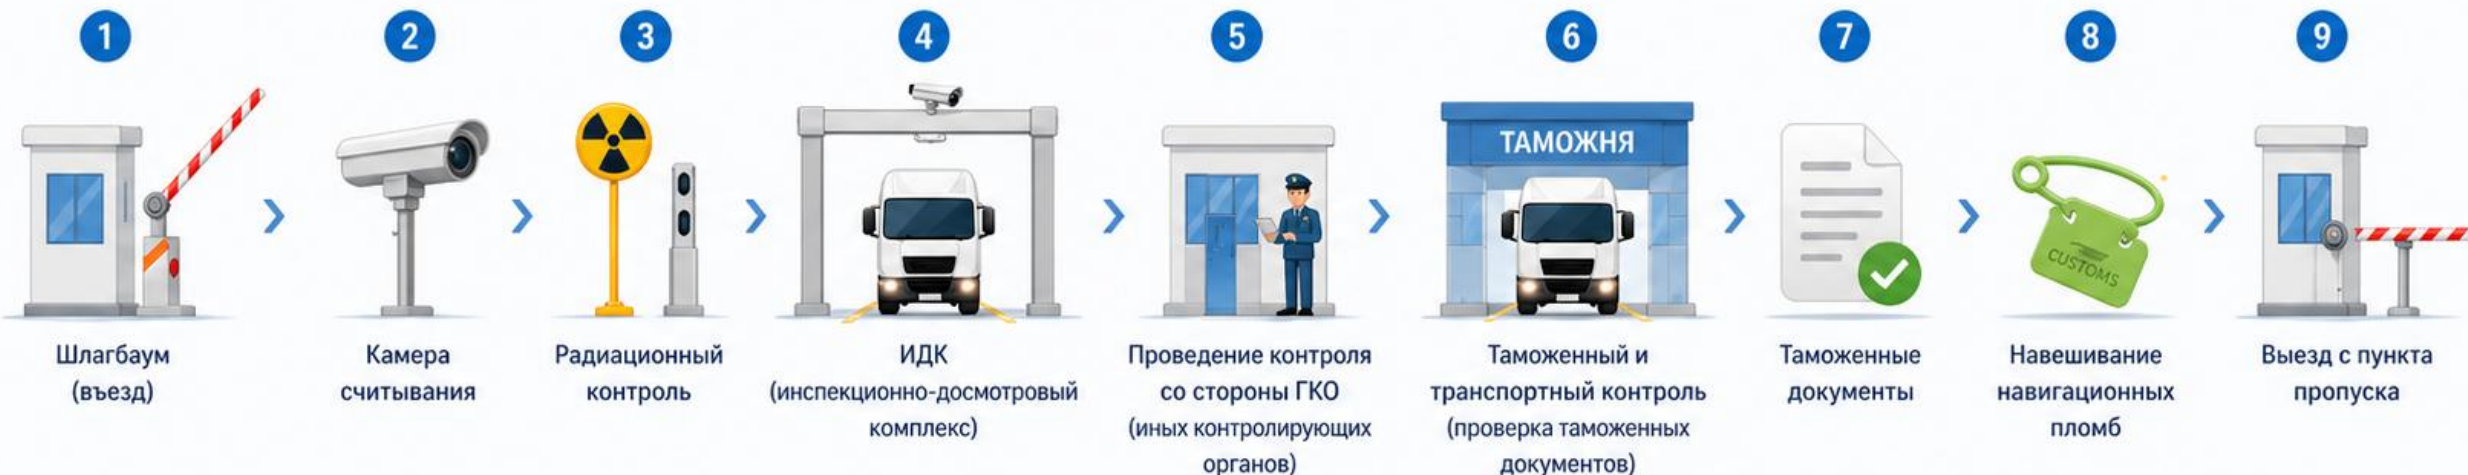 1
2
3
4
5
6
7
8
9
ТАМОЖНЯ
CUSTOMS
Шлагбаум
(въезд)
Камера
считывания
Радиационный
контроль
ИДК
(инспекционно-досмотровый
комплекс)
Проведение контроля
со стороны ГКО
(иных контролирующих
органов)
Таможенный и
транспортный контроль
(проверка таможенных
документов)
Таможенные
документы
Навешивание
навигационных
пломб
Выезд с пункта
пропуска